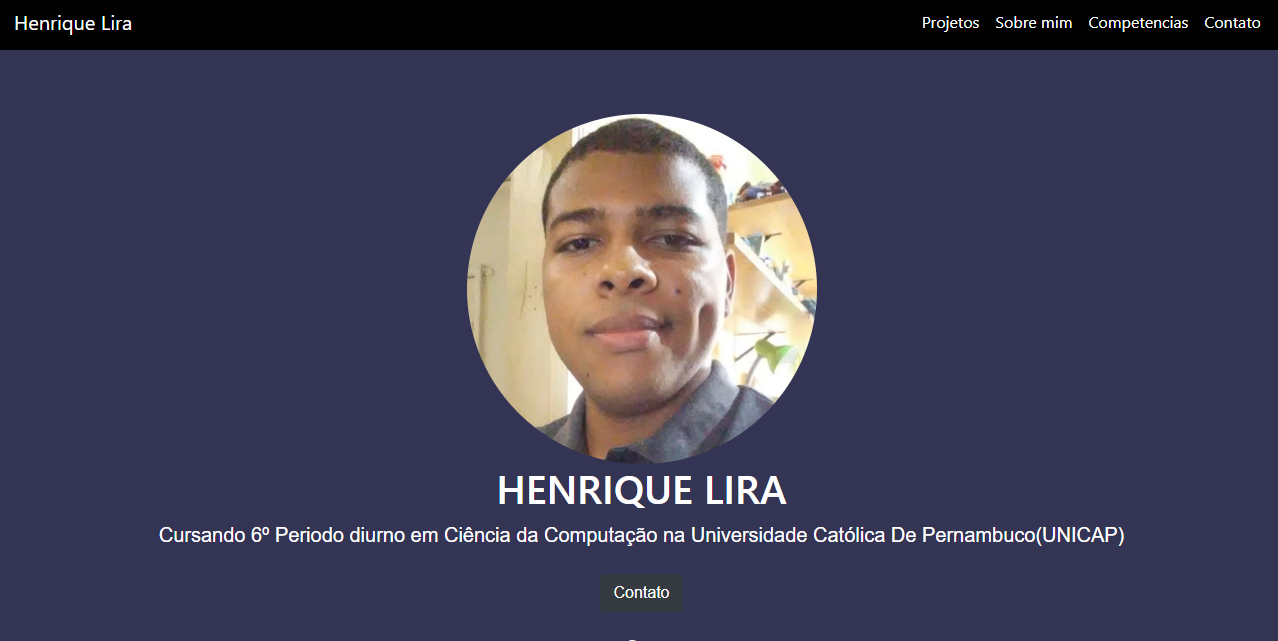 Henrique Lira
Projetos Sobre mim Competencias Contato
HENRIQUE LIRA
Cursando 6º Periodo diurno em Ciência da Computação na Universidade Católica De Pernambuco(UNICAP)
Contato